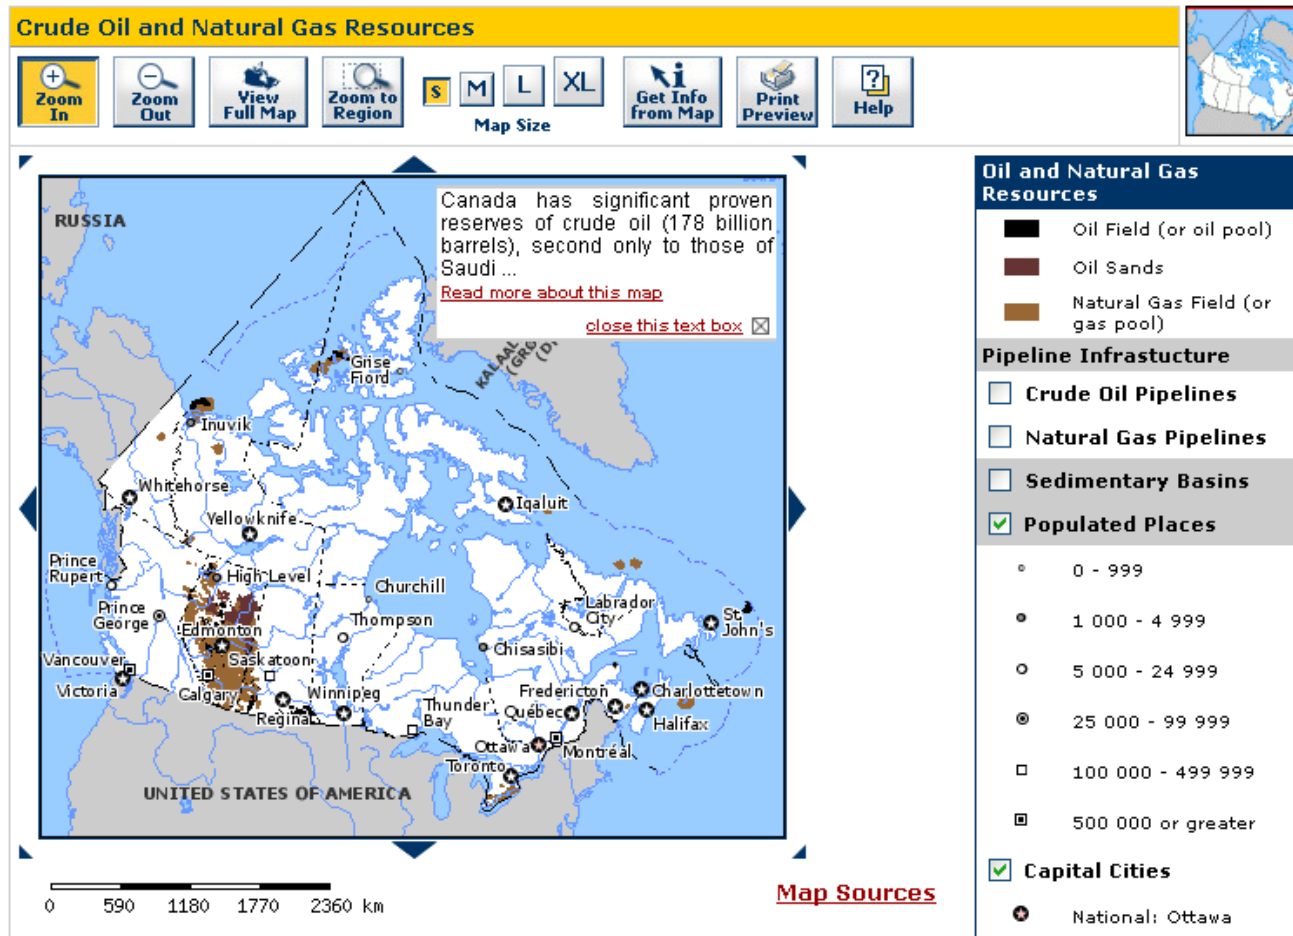 Crude Oil and Natural Gas Resources
Zoom In
Zoom Out
View Full Map
Zoom to Region
S
M
L
XL
Map Size
Get Info from Map
Print Preview
Help
RUSSIA
Canada has significant proven
reserves of crude oil (178 billion
barrels), second only to those of
Saudi ...
Read more about this map
close this text box
Grise
Fiord
Inuvik
Whitehorse
Yellowknife
Iqaluit
Prince
Rupert
High Level
Churchill
Prince
George
Edmonton
Thompson
Labrador
City
St.
John's
Chisasibi
Vancouver
Saskatoon
Victoria
Calgary
Regina
Winnipeg
Thunder
Bay
Fredericton
Charlottetown
Québec
Halifax
Ottawa
Montréal
Toronto
UNITED STATES OF AMERICA
0 590 1180 1770 2360 km
Map Sources
Oil and Natural Gas
Resources
Oil Field (or oil pool)
Oil Sands
Natural Gas Field (or
gas pool)
Pipeline Infrastucture
Crude Oil Pipelines
Natural Gas Pipelines
Sedimentary Basins
Populated Places
0 - 999
1 000 - 4 999
5 000 - 24 999
25 000 - 99 999
100 000 - 499 999
500 000 or greater
Capital Cities
National: Ottawa